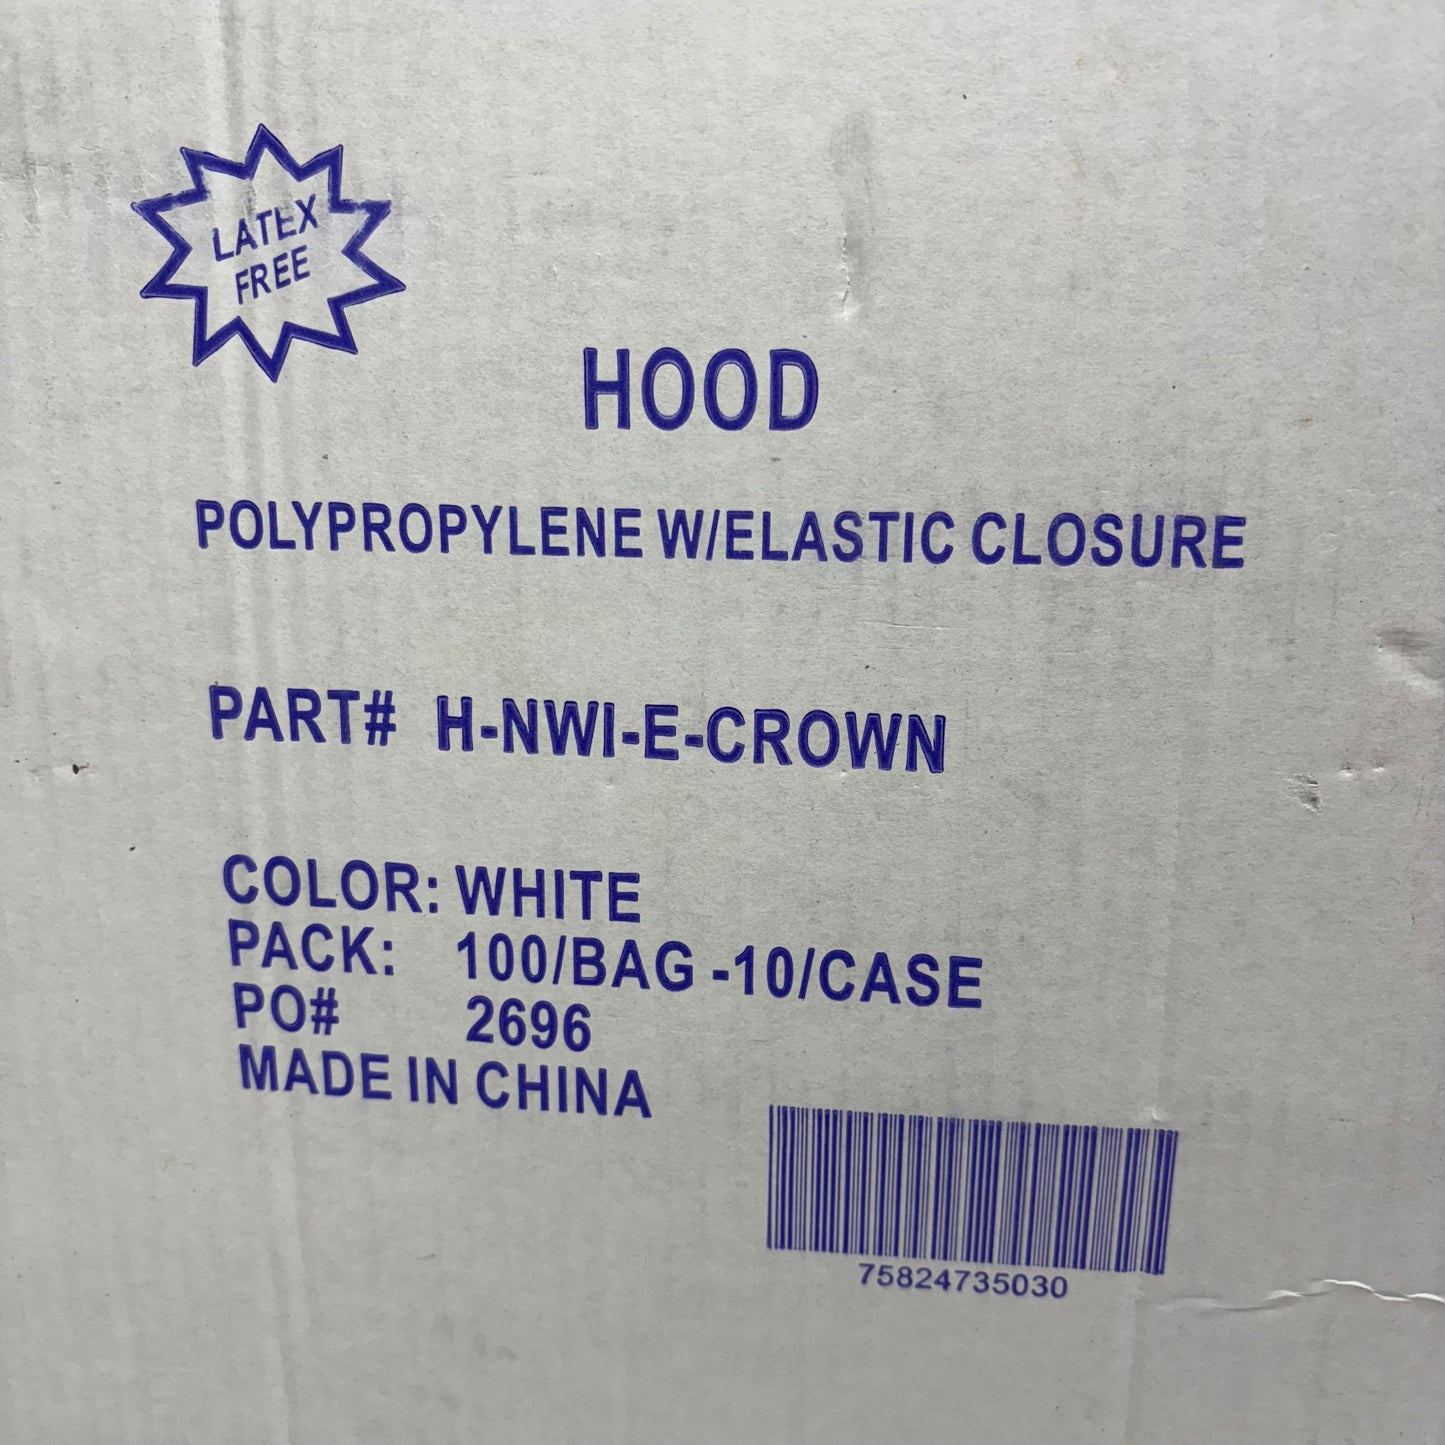 LATEX
FREE
HOOD
POLYPROPYLENE W/ELASTIC CLOSURE
PART# H-NWI-E-CROWN
COLOR: WHITE
PACK: 100/BAG -10/CASE
PO# 2696
MADE IN CHINA
75824735030